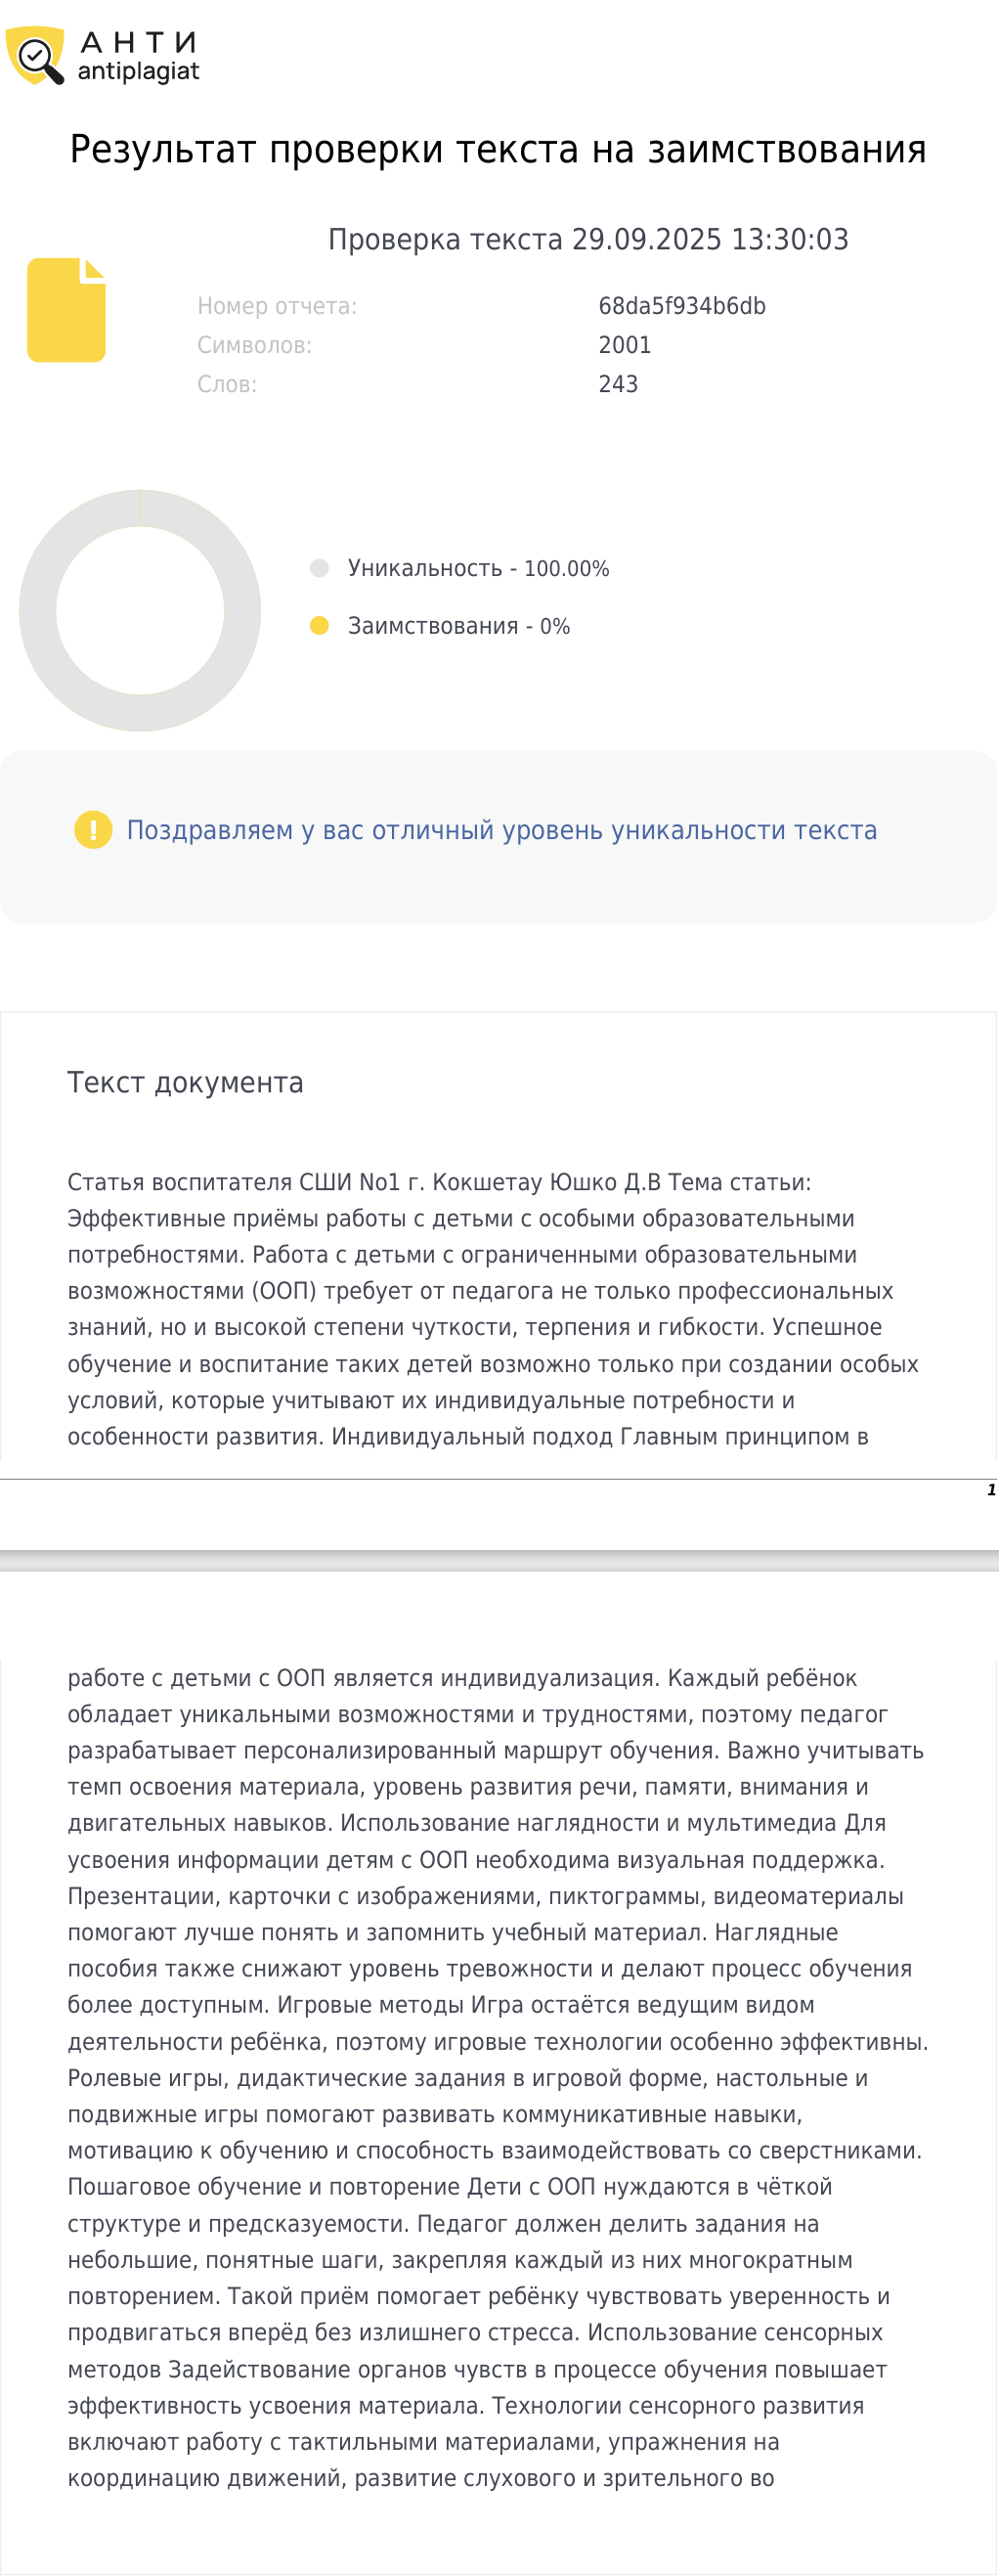 АНТИ
antiplagiat
Результат проверки текста на заимствования
Проверка текста 29.09.2025 13:30:03
Номер отчета: 68da5f934b6db
Символов: 2001
Слов: 243
Уникальность - 100.00%
Заимствования - 0%
Поздравляем у вас отличный уровень уникальности текста
Текст документа
Статья воспитателя СШИ No1 г. Кокшетау Юшко Д.В Тема статьи:
Эффективные приёмы работы с детьми с особыми образовательными
потребностями. Работа с детьми с ограниченными образовательными
возможностями (ООП) требует от педагога не только профессиональных
знаний, но и высокой степени чуткости, терпения и гибкости. Успешное
обучение и воспитание таких детей возможно только при создании особых
условий, которые учитывают их индивидуальные потребности и
особенности развития. Индивидуальный подход Главным принципом в
1
работе с детьми с ООП является индивидуализация. Каждый ребёнок
обладает уникальными возможностями и трудностями, поэтому педагог
разрабатывает персонализированный маршрут обучения. Важно учитывать
темп освоения материала, уровень развития речи, памяти, внимания и
двигательных навыков. Использование наглядности и мультимедиа Для
усвоения информации детям с ООП необходима визуальная поддержка.
Презентации, карточки с изображениями, пиктограммы, видеоматериалы
помогают лучше понять и запомнить учебный материал. Наглядные
пособия также снижают уровень тревожности и делают процесс обучения
более доступным. Игровые методы Игра остаётся ведущим видом
деятельности ребёнка, поэтому игровые технологии особенно эффективны.
Ролевые игры, дидактические задания в игровой форме, настольные и
подвижные игры помогают развивать коммуникативные навыки,
мотивацию к обучению и способность взаимодействовать со сверстниками.
Пошаговое обучение и повторение Дети с ООП нуждаются в чёткой
структуре и предсказуемости. Педагог должен делить задания на
небольшие, понятные шаги, закрепляя каждый из них многократным
повторением. Такой приём помогает ребёнку чувствовать уверенность и
продвигаться вперёд без излишнего стресса. Использование сенсорных
методов Задействование органов чувств в процессе обучения повышает
эффективность усвоения материала. Технологии сенсорного развития
включают работу с тактильными материалами, упражнения на
координацию движений, развитие слухового и зрительного во